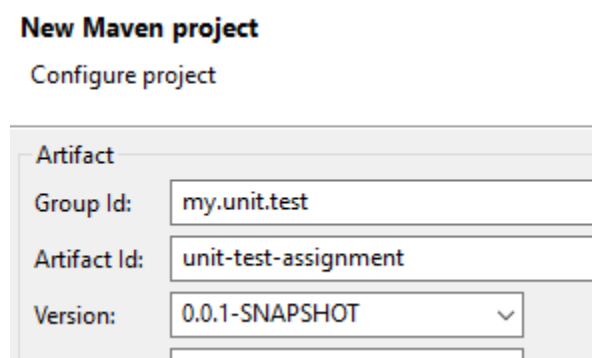 New Maven project
Configure project
Artifact
Group Id: my.unit.test
Artifact Id: unit-test-assignment
Version: 0.0.1-SNAPSHOT